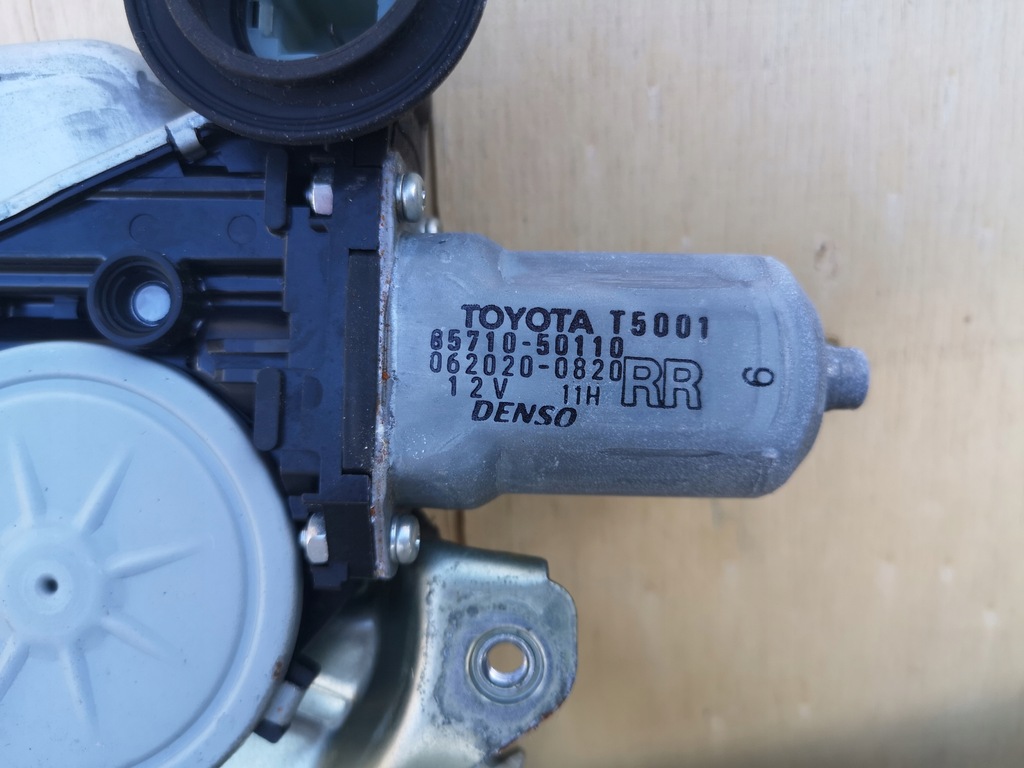 TOYOTA T5001
85710-50110
062020-0820 RR
12V 11H
DENSO
6